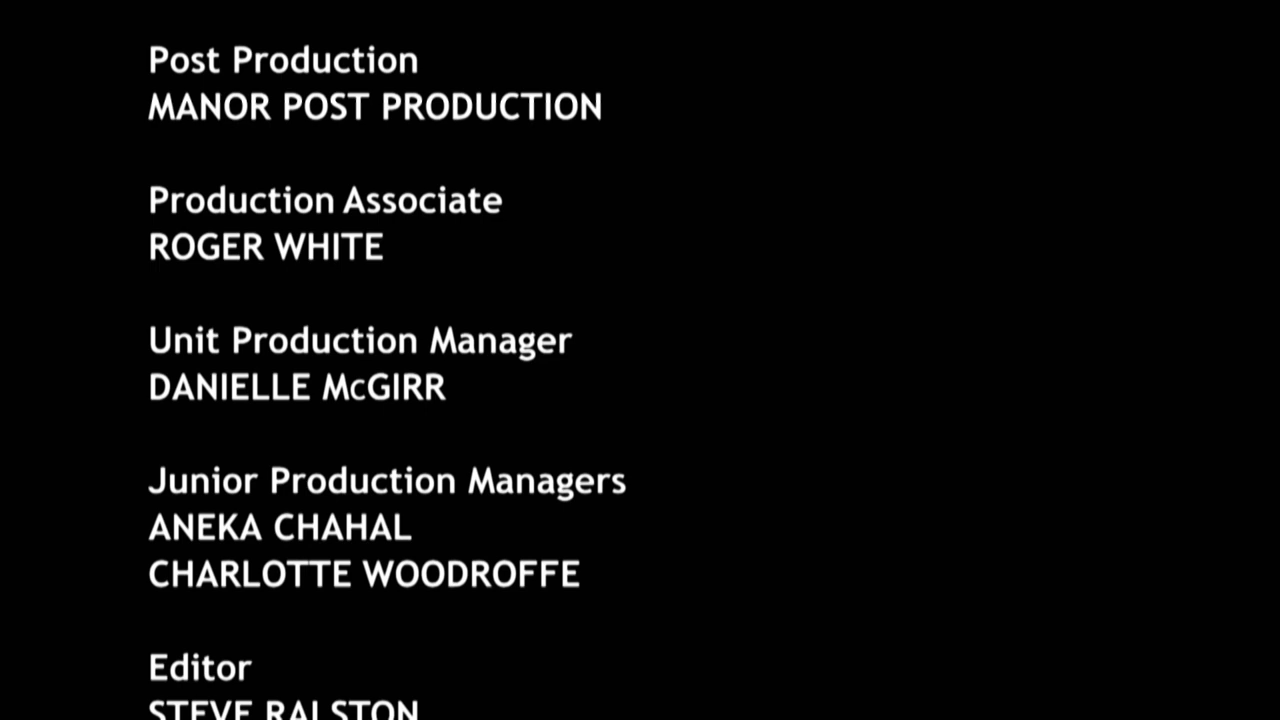 Post Production
MANOR POST PRODUCTION
Production Associate
ROGER WHITE
Unit Production Manager
DANIELLE McGIRR
Junior Production Managers
ANEKA CHAHAL
CHARLOTTE WOODROFFE
Editor
STEVE RALSTON